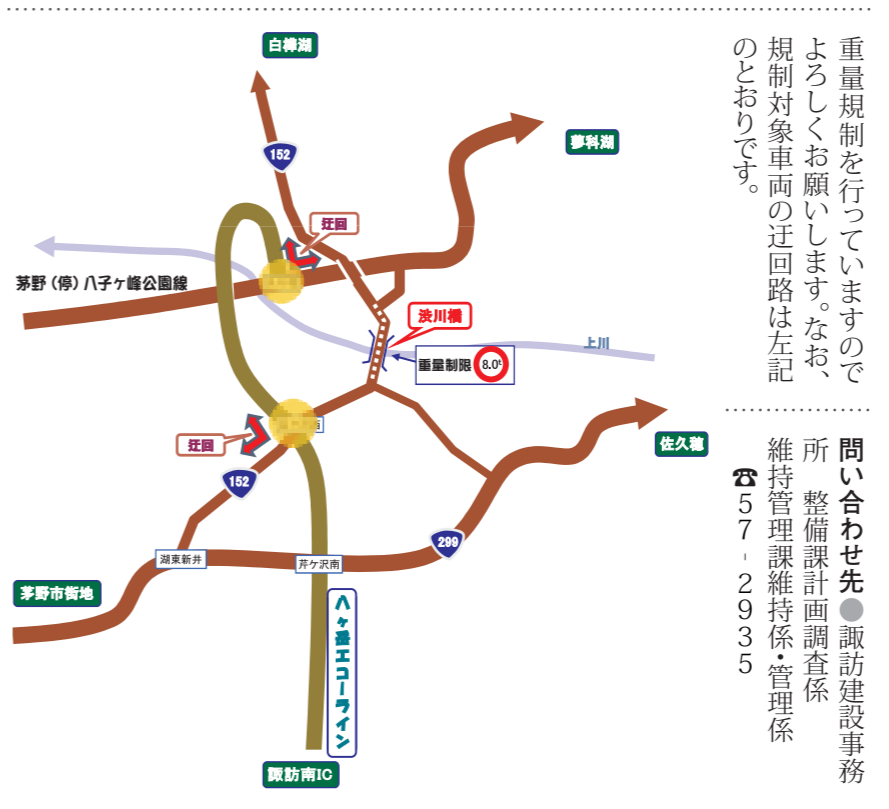 重量規制を行っていますので
よろしくお願いします。なお、
規制対象車両の迂回路は左記
のとおりです。
問い合わせ先●諏訪建設事務
所　整備課計画調査係
維持管理課維持係・管理係
☎57-2935
白樺湖
152
蓼科湖
迂回
茅野（停）八子ヶ峰公園線
渋川橋
上川
重量制限 8.0t
迂回
佐久穂
152
299
湖東新井
芹ケ沢南
茅野市街地
八ヶ岳エコーライン
諏訪南IC